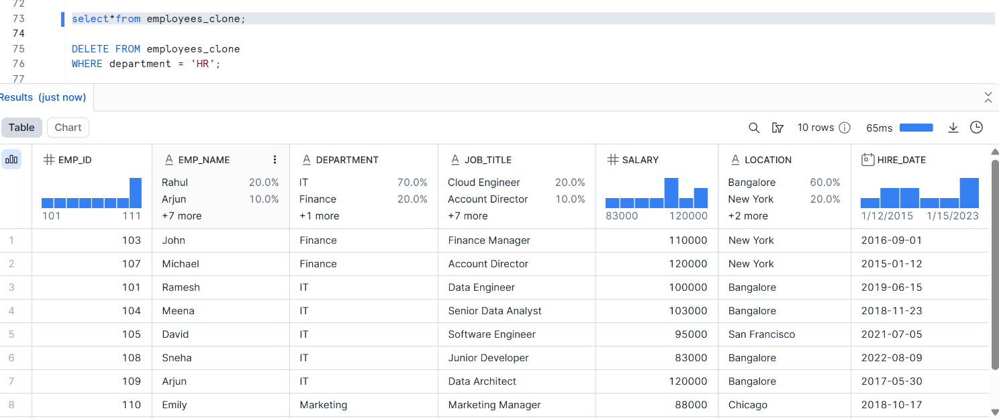 72
73 select*from employees_clone;
74
75 DELETE FROM employees_clone
76 WHERE department = 'HR';
77
Results (just now)
Table Chart 10 rows 65ms
EMP_ID EMP_NAME DEPARTMENT JOB_TITLE SALARY LOCATION HIRE_DATE
Rahul 20.0% IT 70.0% Cloud Engineer 20.0% Bangalore 60.0%
Arjun 10.0% Finance 20.0% Account Director 10.0% New York 20.0%
101 111 +7 more +1 more +7 more 83000 120000 +2 more 1/12/2015 1/15/2023
1 103 John Finance Finance Manager 110000 New York 2016-09-01
2 107 Michael Finance Account Director 120000 New York 2015-01-12
3 101 Ramesh IT Data Engineer 100000 Bangalore 2019-06-15
4 104 Meena IT Senior Data Analyst 103000 Bangalore 2018-11-23
5 105 David IT Software Engineer 95000 San Francisco 2021-07-05
6 108 Sneha IT Junior Developer 83000 Bangalore 2022-08-09
7 109 Arjun IT Data Architect 120000 Bangalore 2017-05-30
8 110 Emily Marketing Marketing Manager 88000 Chicago 2018-10-17